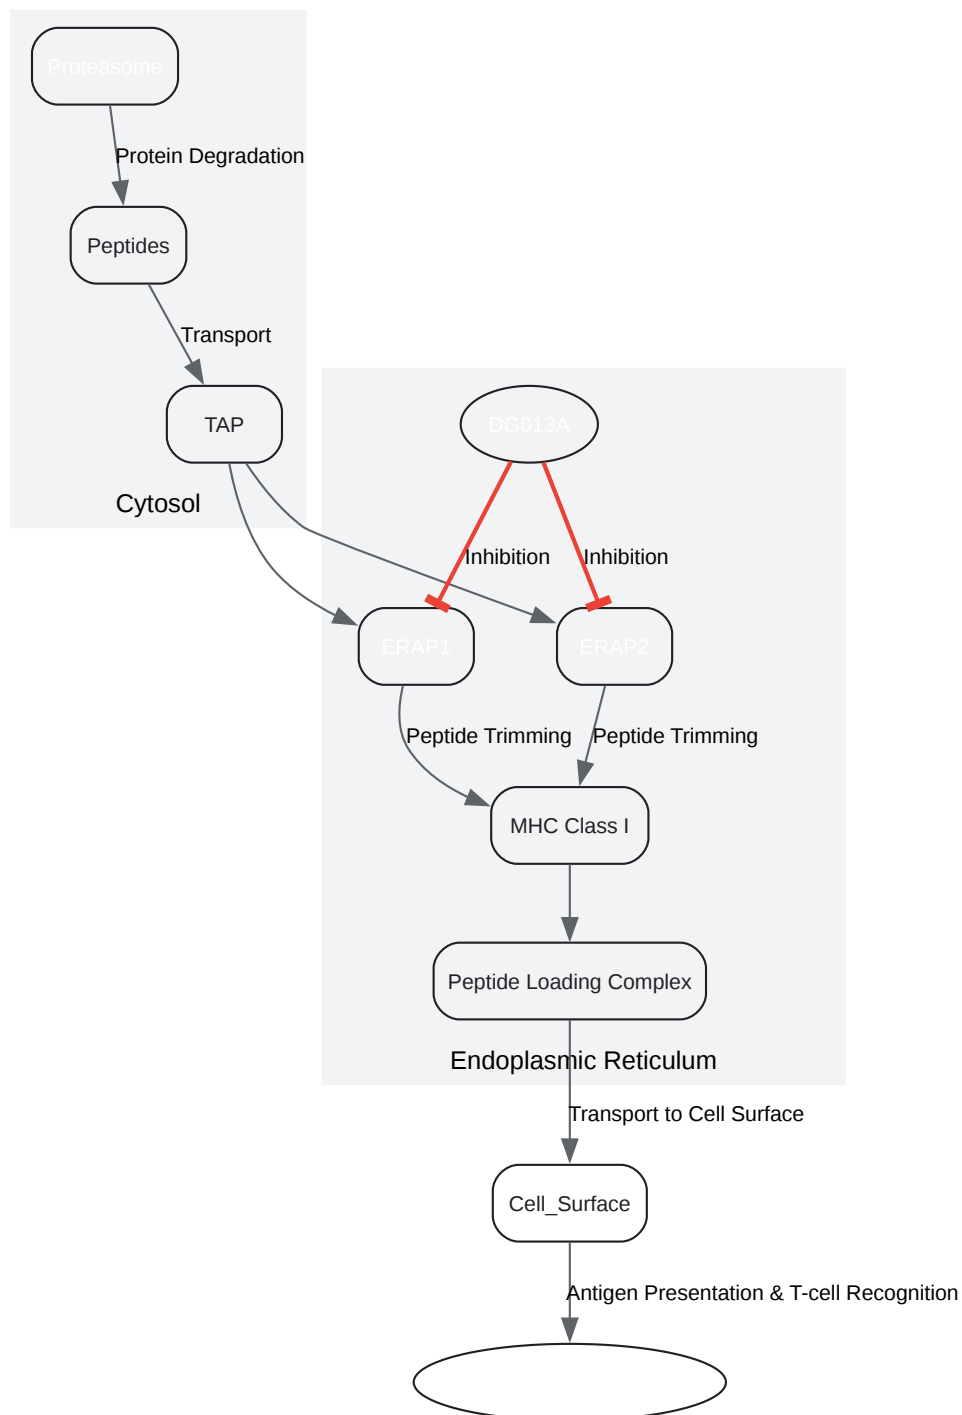 Proteasome
Protein Degradation
Peptides
Transport
TAP
Cytosol
DG013A
Inhibition
Inhibition
ERAP1
ERAP2
Peptide Trimming
Peptide Trimming
MHC Class I
Peptide Loading Complex
Endoplasmic Reticulum
Transport to Cell Surface
Cell_Surface
Antigen Presentation & T-cell Recognition